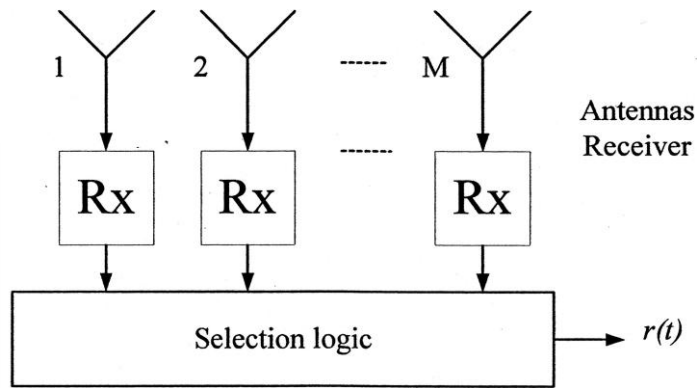 1
2
M
Antennas
Receiver
Rx
Rx
Rx
Selection logic
r(t)